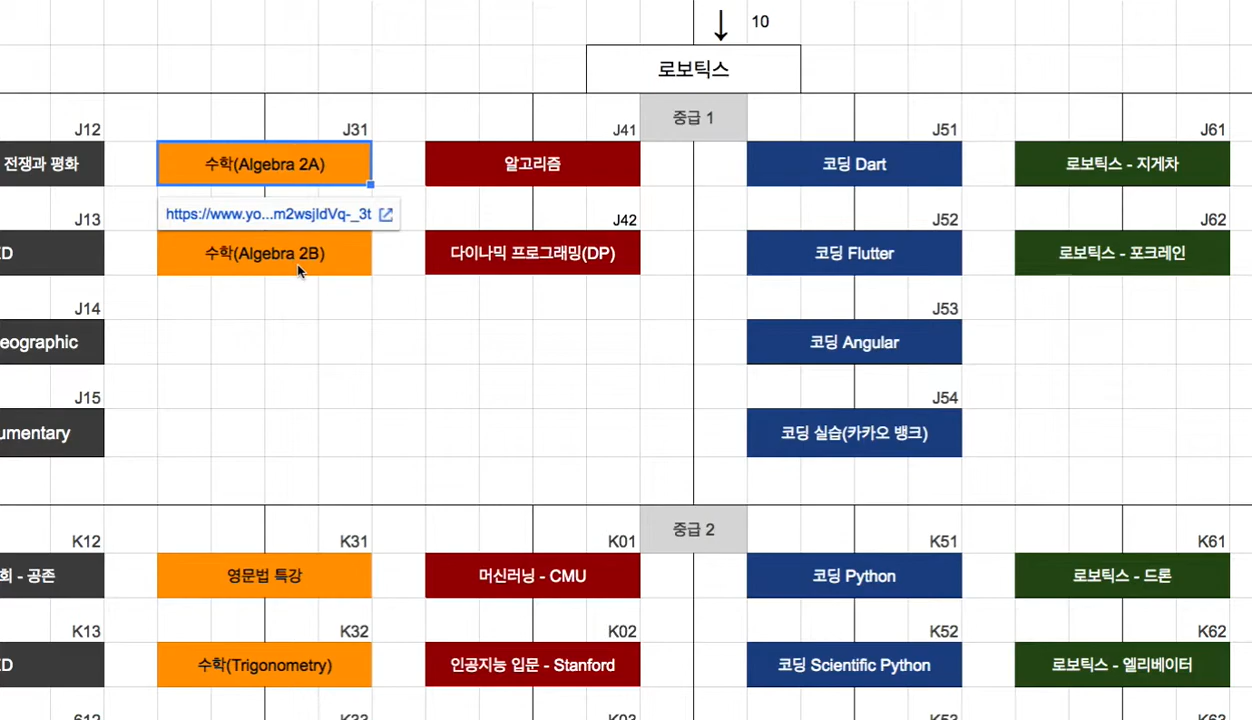 10
로보틱스
중급 1
J12 J31 J41 J51 J61
전쟁과 평화 수학(Algebra 2A) 알고리즘 코딩 Dart 로보틱스 - 지게차
https://www.yo...m2wsjIdVq-_3t
J13 J42 J52 J62
ED 수학(Algebra 2B) 다이나믹 프로그래밍(DP) 코딩 Flutter 로보틱스 - 포크레인
J14 J53
eographic 코딩 Angular
J15 J54
umentary 코딩 실습(카카오 뱅크)
중급 2
K12 K31 K01 K51 K61
회 - 공존 영문법 특강 머신러닝 - CMU 코딩 Python 로보틱스 - 드론
K13 K32 K02 K52 K62
ED 수학(Trigonometry) 인공지능 입문 - Stanford 코딩 Scientific Python 로보틱스 - 엘리베이터